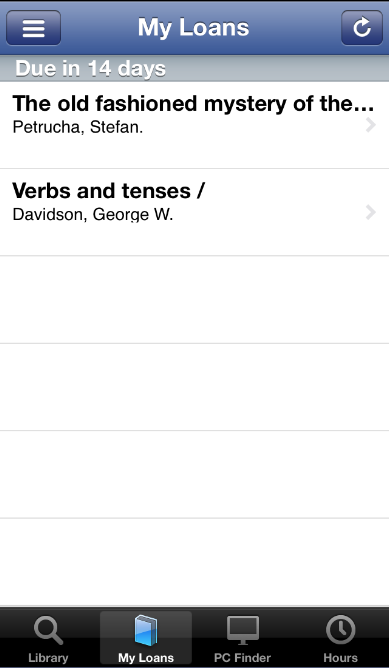 My Loans
Due in 14 days
The old fashioned mystery of the...
Petrucha, Stefan.
Verbs and tenses /
Davidson, George W.
Library
My Loans
PC Finder
Hours